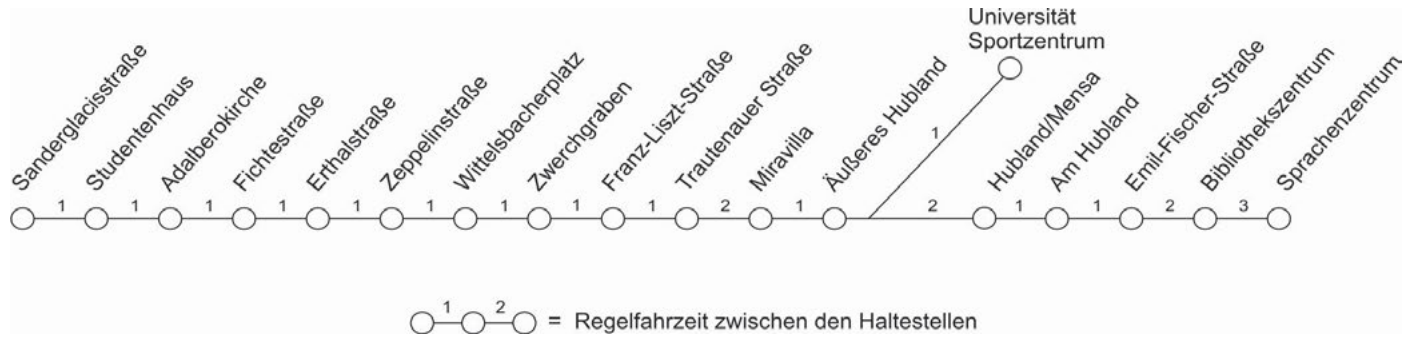 Universität
Sportzentrum
Sanderglacisstraße
Studentenhaus
Adalberokirche
Fichtestraße
Erthalstraße
Zeppelinstraße
Wittelsbacherplatz
Zwerchgraben
Franz-Liszt-Straße
Trautenauer Straße
Miravilla
Äußeres Hubland
Hubland/Mensa
Am Hubland
Emil-Fischer-Straße
Bibliothekszentrum
Sprachenzentrum
1
1 1 1 1 1 1 1 1 1 2 1 2 1 1 2 3
1 2
= Regelfahrzeit zwischen den Haltestellen